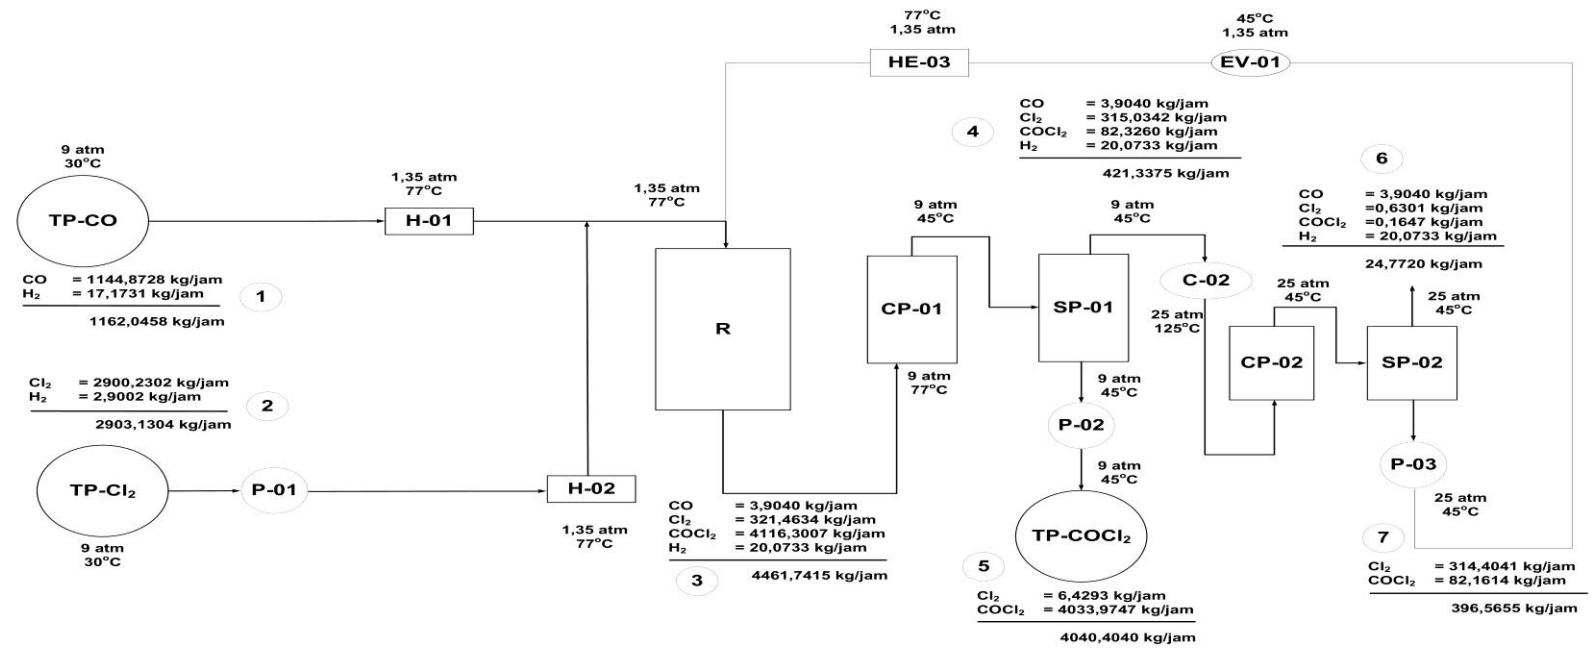 77°C
1,35 atm
HE-03
45°C
1,35 atm
EV-01
4
CO = 3,9040 kg/jam
Cl₂ = 315,0342 kg/jam
COCl₂ = 82,3260 kg/jam
H₂ = 20,0733 kg/jam
421,3375 kg/jam
9 atm
30°C
TP-CO
CO = 1144,8728 kg/jam
H₂ = 17,1731 kg/jam
1162,0458 kg/jam
1
1,35 atm
77°C
H-01
1,35 atm
77°C
R
Cl₂ = 2900,2302 kg/jam
H₂ = 2,9002 kg/jam
2903,1304 kg/jam
2
TP-Cl₂
9 atm
30°C
P-01
H-02
1,35 atm
77°C
CO = 3,9040 kg/jam
Cl₂ = 321,4634 kg/jam
COCl₂ = 4116,3007 kg/jam
H₂ = 20,0733 kg/jam
4461,7415 kg/jam
3
9 atm
45°C
CP-01
9 atm
77°C
SP-01
9 atm
45°C
C-02
25 atm
125°C
9 atm
45°C
P-02
9 atm
45°C
TP-COCl₂
5
Cl₂ = 6,4293 kg/jam
COCl₂ = 4033,9747 kg/jam
4040,4040 kg/jam
6
CO = 3,9040 kg/jam
Cl₂ =0,6301 kg/jam
COCl₂ =0,1647 kg/jam
H₂ = 20,0733 kg/jam
24,7720 kg/jam
25 atm
45°C
25 atm
45°C
CP-02
SP-02
P-03
25 atm
45°C
7
Cl₂ = 314,4041 kg/jam
COCl₂ = 82,1614 kg/jam
396,5655 kg/jam